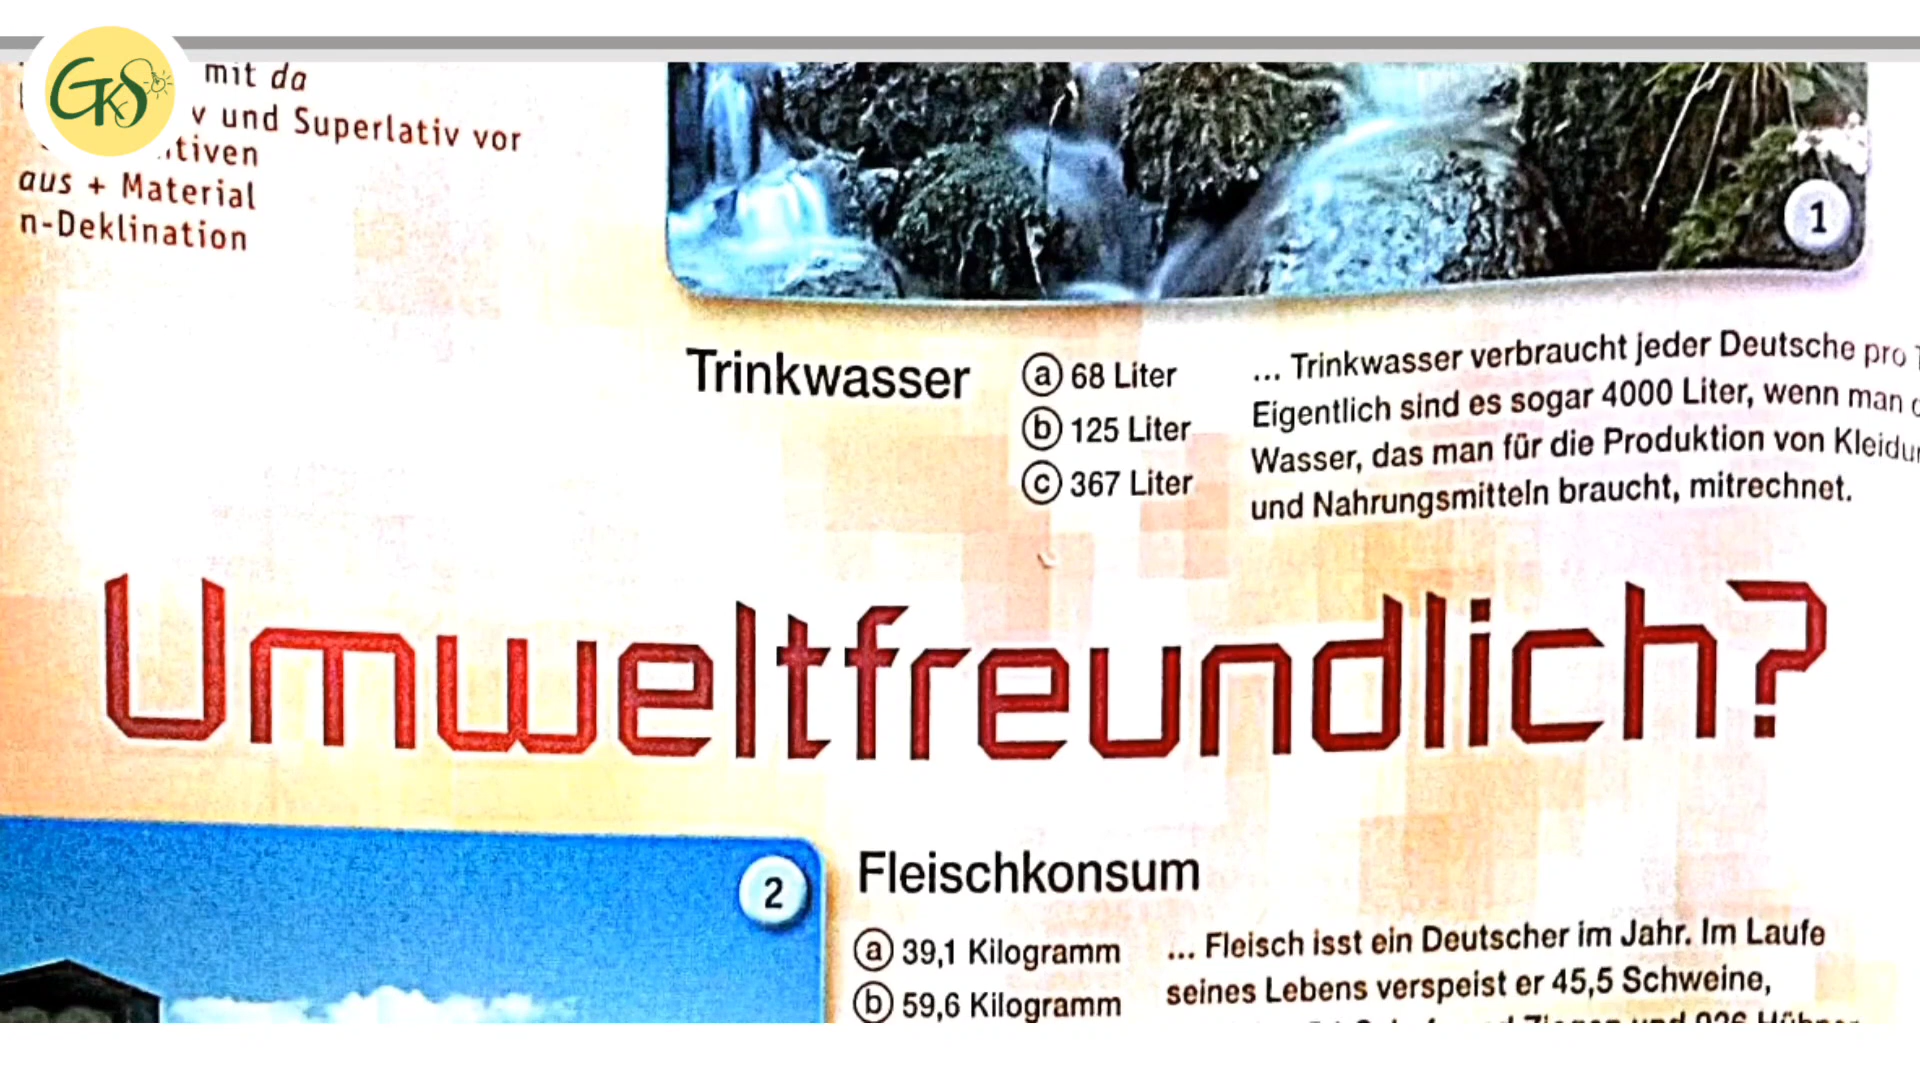 GKS
mit da
v und Superlativ vor
tiven
aus + Material
n-Deklination
1
Trinkwasser
a 68 Liter
b 125 Liter
c 367 Liter
... Trinkwasser verbraucht jeder Deutsche pro
Eigentlich sind es sogar 4000 Liter, wenn man
Wasser, das man für die Produktion von
und Nahrungsmitteln braucht, mitrechnet.
Umweltfreundlich?
2
Fleischkonsum
a 39,1 Kilogramm
b 59,6 Kilogramm
... Fleisch isst ein Deutscher im Jahr. Im Laufe
seines Lebens verspeist er 45,5 Schweine,